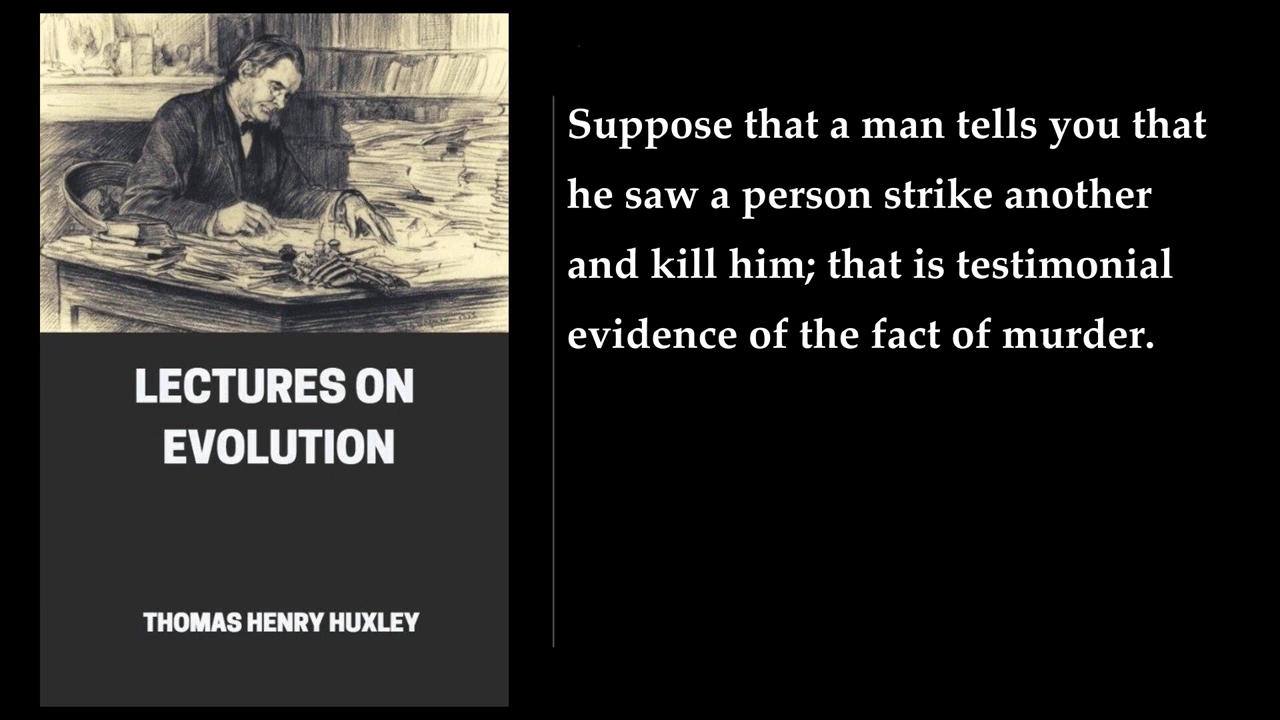 LECTURES ON
EVOLUTION
THOMAS HENRY HUXLEY
Suppose that a man tells you that
he saw a person strike another
and kill him; that is testimonial
evidence of the fact of murder.